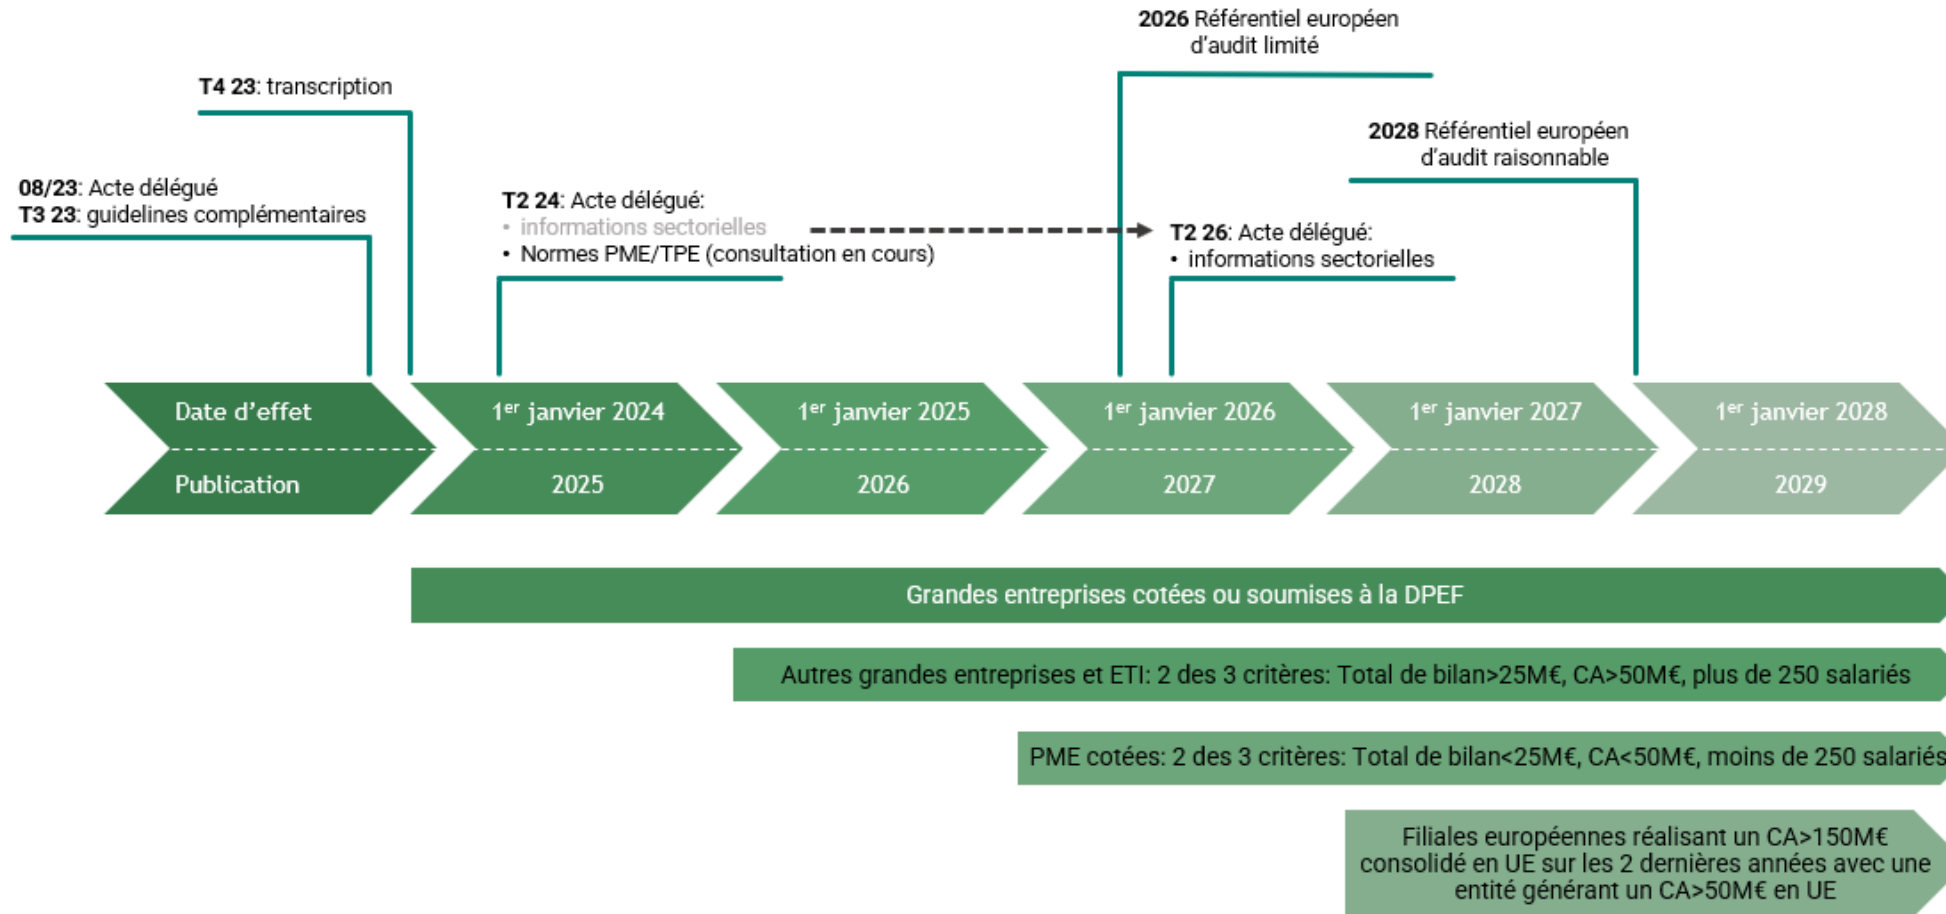 2026 Référentiel européen
d'audit limité
T4 23: transcription
2028 Référentiel européen
d'audit raisonnable
08/23: Acte délégué
T3 23: guidelines complémentaires
T2 24: Acte délégué:
• informations sectorielles
• Normes PME/TPE (consultation en cours)
T2 26: Acte délégué:
• informations sectorielles
Date d'effet
1er janvier 2024
1er janvier 2025
1er janvier 2026
1er janvier 2027
1er janvier 2028
Publication
2025
2026
2027
2028
2029
Grandes entreprises cotées ou soumises à la DPEF
Autres grandes entreprises et ETI: 2 des 3 critères: Total de bilan>25M€, CA>50M€, plus de 250 salariés
PME cotées: 2 des 3 critères: Total de bilan<25M€, CA<50M€, moins de 250 salariés
Filiales européennes réalisant un CA>150M€
consolidé en UE sur les 2 dernières années avec une
entité générant un CA>50M€ en UE